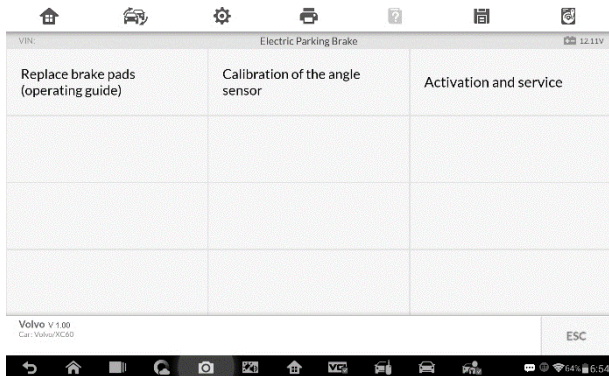 VIN:
Electric Parking Brake
12.11V
Replace brake pads
(operating guide)
Calibration of the angle
sensor
Activation and service
Volvo V 1.00
Car: Volvo/XC60
ESC
64% 6:54